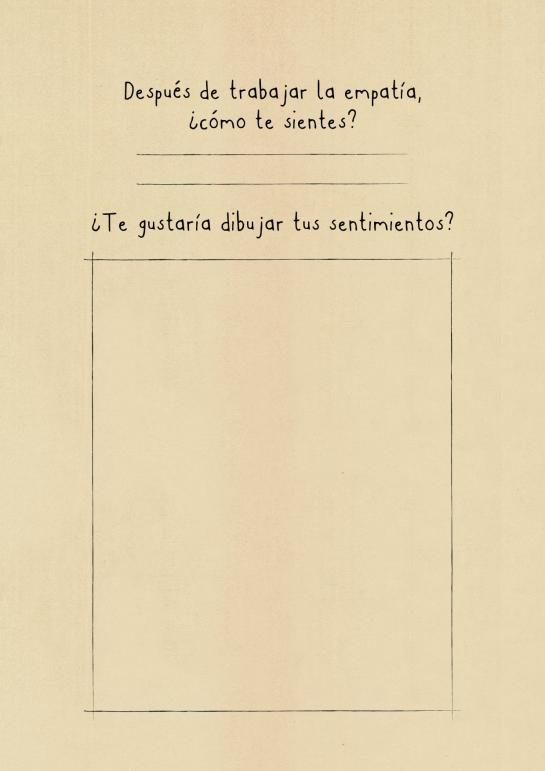 Después de trabajar la empatía,
¿cómo te sientes?
¿Te gustaría dibujar tus sentimientos?